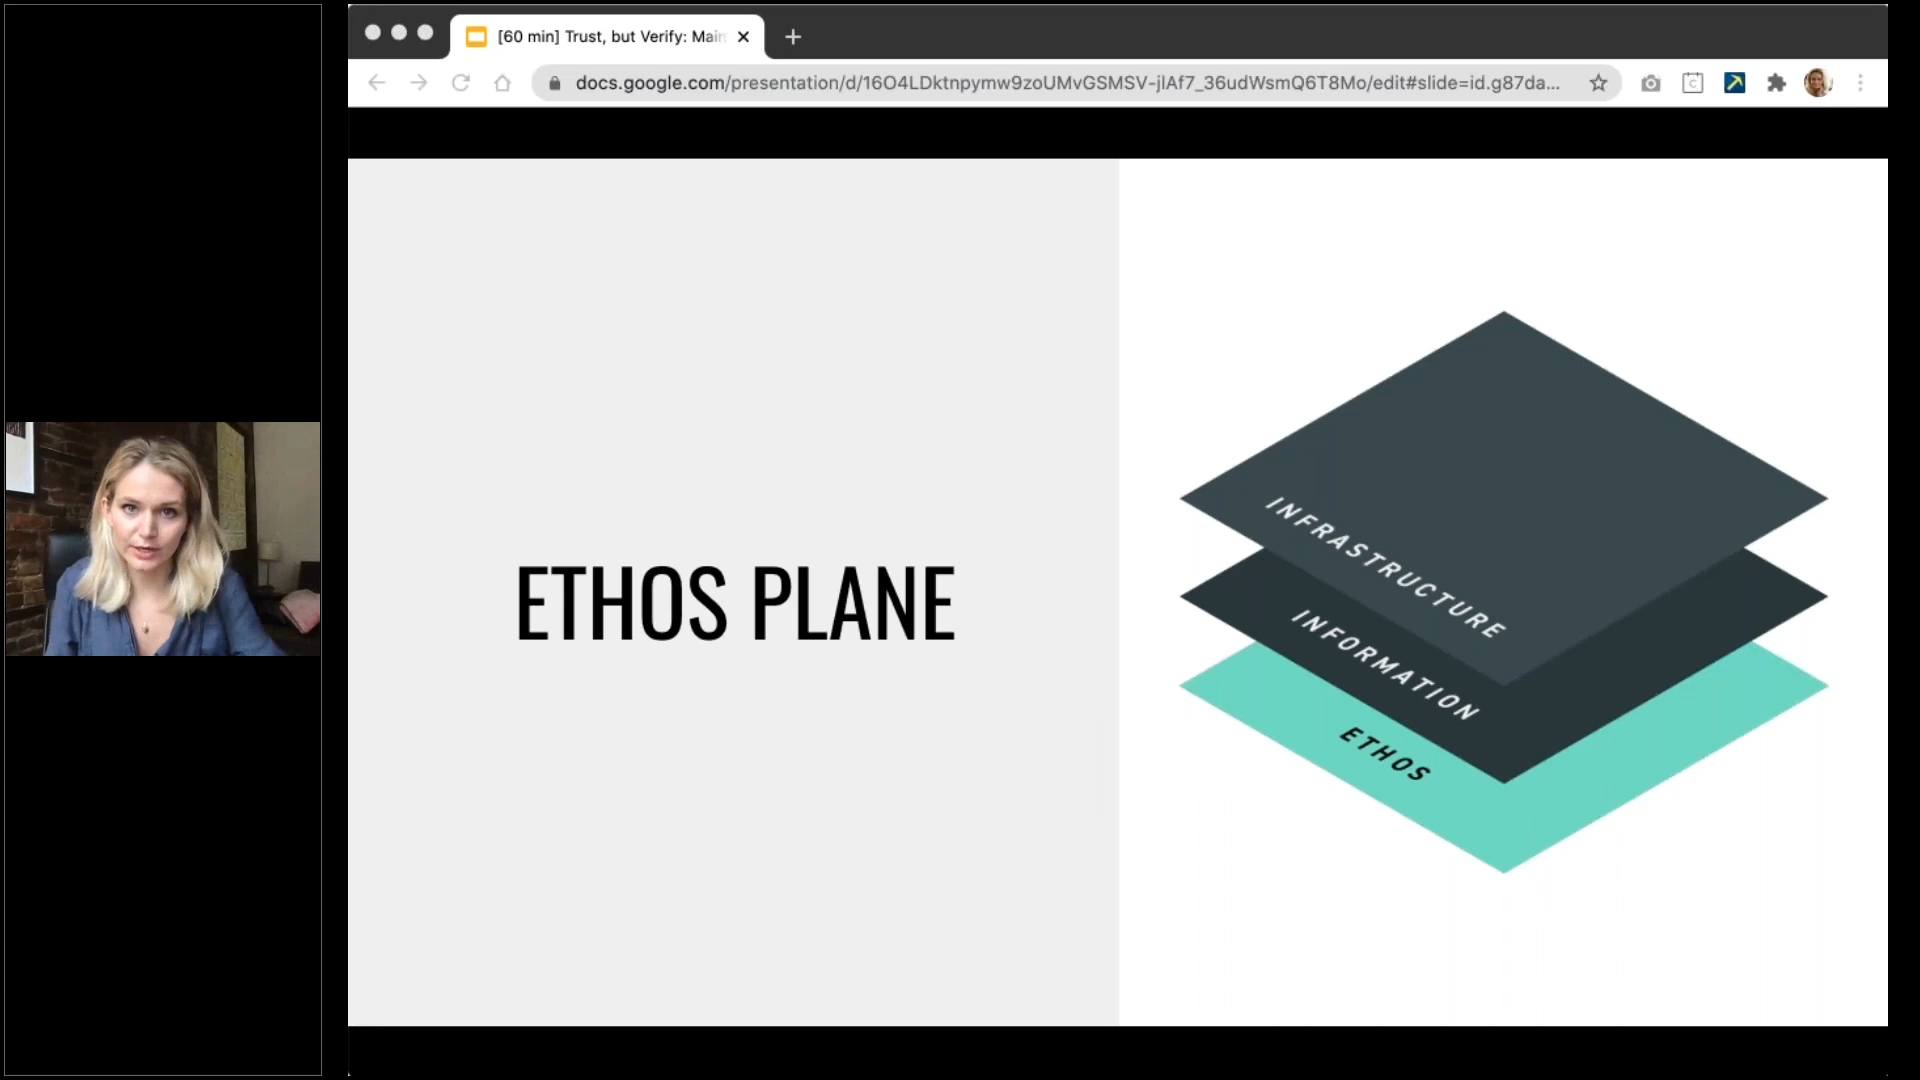 [60 min] Trust, but Verify: Main
docs.google.com/presentation/d/16O4LDktnpymw9zoUMvGSMSV-jlAf7_36udWsmQ6T8Mo/edit#slide=id.g87da...
ETHOS PLANE
INFRASTRUCTURE
INFORMATION
ETHOS